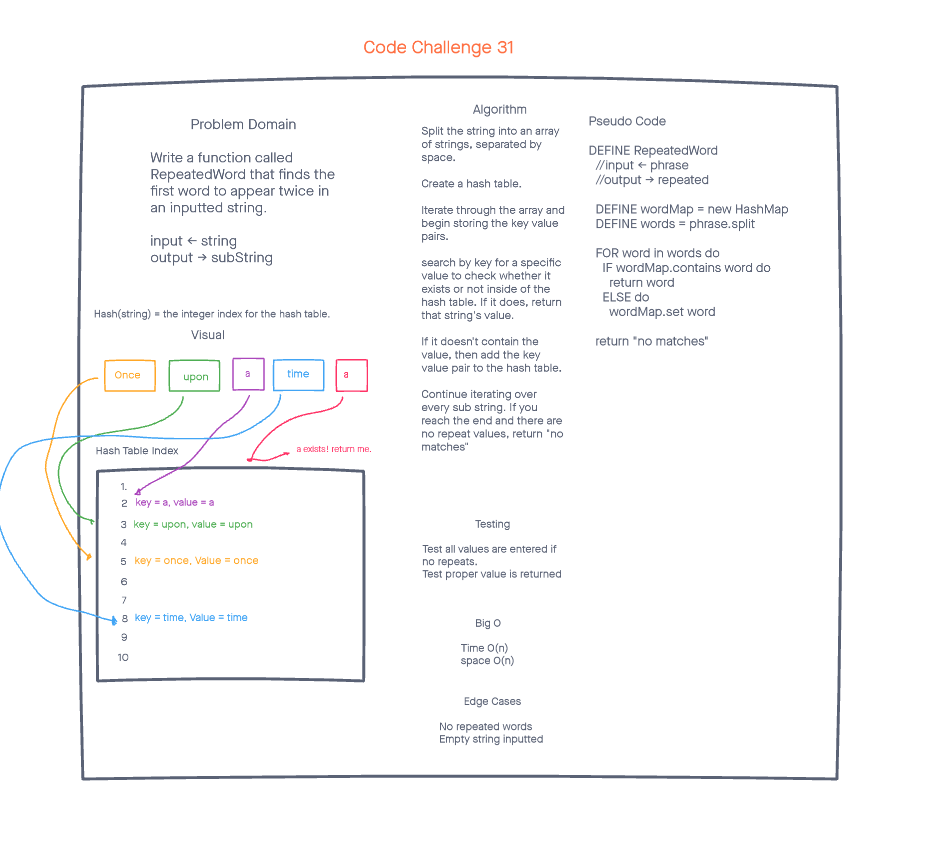 Code Challenge 31
Problem Domain
Write a function called
RepeatedWord that finds the
first word to appear twice in
an inputted string.
input ← string
output → subString
Hash(string) = the integer index for the hash table.
Visual
Once
upon
a
time
a
a exists! return me.
Hash Table Index
1.
2 key = a, value = a
3 key = upon, value = upon
4
5 key = once, Value = once
6
7
8 key = time, Value = time
9
10
Algorithm
Split the string into an array
of strings, separated by
space.
Create a hash table.
Iterate through the array and
begin storing the key value
pairs.
search by key for a specific
value to check whether it
exists or not inside of the
hash table. If it does, return
that string's value.
If it doesn't contain the
value, then add the key
value pair to the hash table.
Continue iterating over
every sub string. If you
reach the end and there are
no repeat values, return "no
matches"
Testing
Test all values are entered if
no repeats.
Test proper value is returned
Big O
Time O(n)
space O(n)
Edge Cases
No repeated words
Empty string inputted
Pseudo Code
DEFINE RepeatedWord
//input ← phrase
//output → repeated
DEFINE wordMap = new HashMap
DEFINE words = phrase.split
FOR word in words do
IF wordMap.contains word do
return word
ELSE do
wordMap.set word
return "no matches"